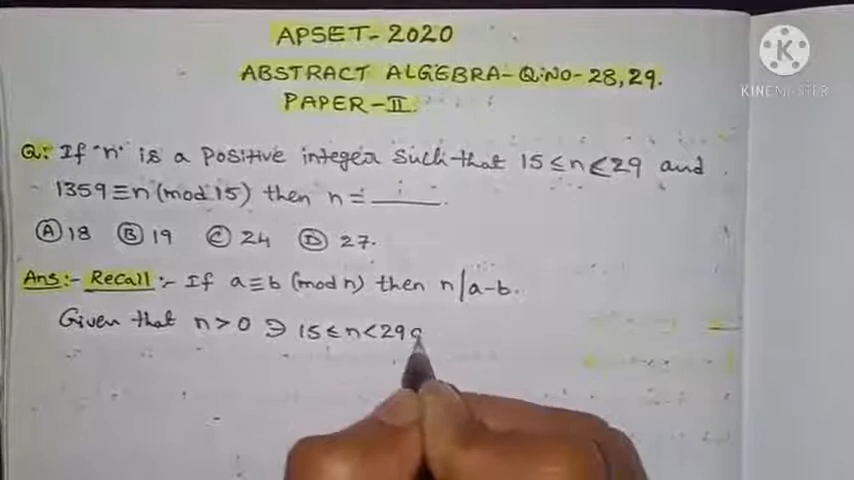 APSET-2020
ABSTRACT ALGEBRA-Q.NO-28,29.
PAPER-II.
K
KINEMASTER
Q: If "n" is a positive integer such that 15≤n<29 and
1359≡n(mod 15) then n=______.
Ⓐ 18 Ⓑ 19 Ⓒ 24 Ⓓ 27.
Ans:- Recall:- If a≡b (mod n) then n/a-b.
Given that n>0 ∋ 15≤n<29